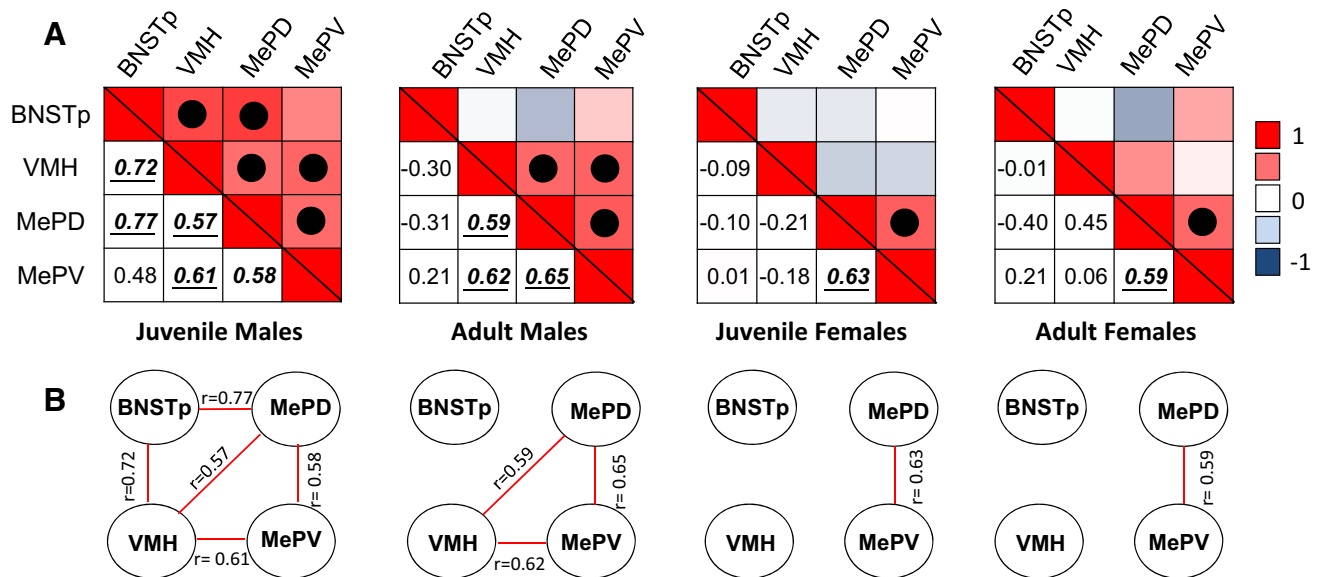 A
BNSTp VMH MePD MePV BNSTp VMH MePD MePV BNSTp VMH MePD MePV BNSTp VMH MePD MePV
BNSTp
1
VMH 0.72 -0.30 -0.09 -0.01
0
MePD 0.77 0.57 -0.31 0.59 -0.10 -0.21 -0.40 0.45
-1
MePV 0.48 0.61 0.58 0.21 0.62 0.65 0.01 -0.18 0.63 0.21 0.06 0.59
Juvenile Males Adult Males Juvenile Females Adult Females
B
BNSTp r=0.77 MePD BNSTp MePD BNSTp MePD BNSTp MePD
r=0.72 r=0.57 r= 0.58 r=0.59 r= 0.65 r= 0.63 r= 0.59
VMH MePV VMH MePV VMH MePV VMH MePV
r= 0.61 r=0.62